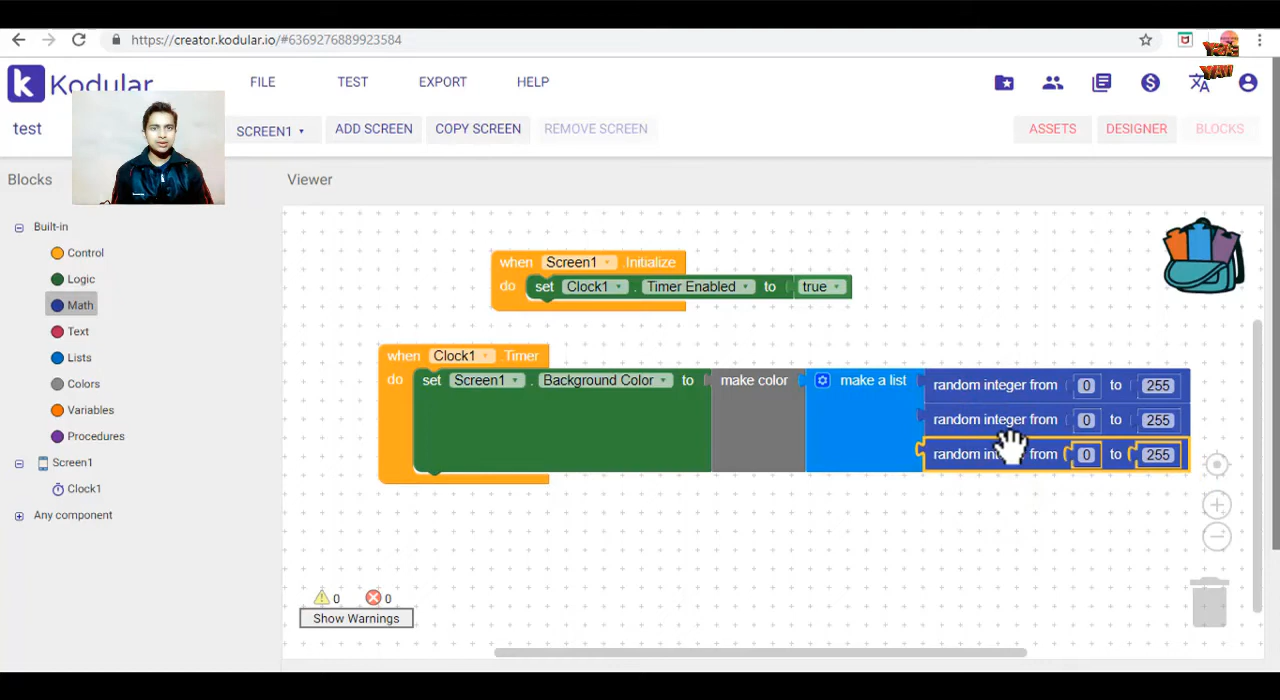 https://creator.kodular.io/#6369276889923584
Kodular
FILE TEST EXPORT HELP
test
SCREEN1 ADD SCREEN COPY SCREEN REMOVE SCREEN ASSETS DESIGNER BLOCKS
Blocks
Viewer
Built-in
Control
Logic
Math
Text
Lists
Colors
Variables
Procedures
Screen1
Clock1
Any component
when Screen1 .Initialize
do set Clock1 . Timer Enabled to true
when Clock1 .Timer
do set Screen1 . Background Color to make color make a list random integer from 0 to 255
random integer from 0 to 255
random from 0 to 255
0 0
Show Warnings